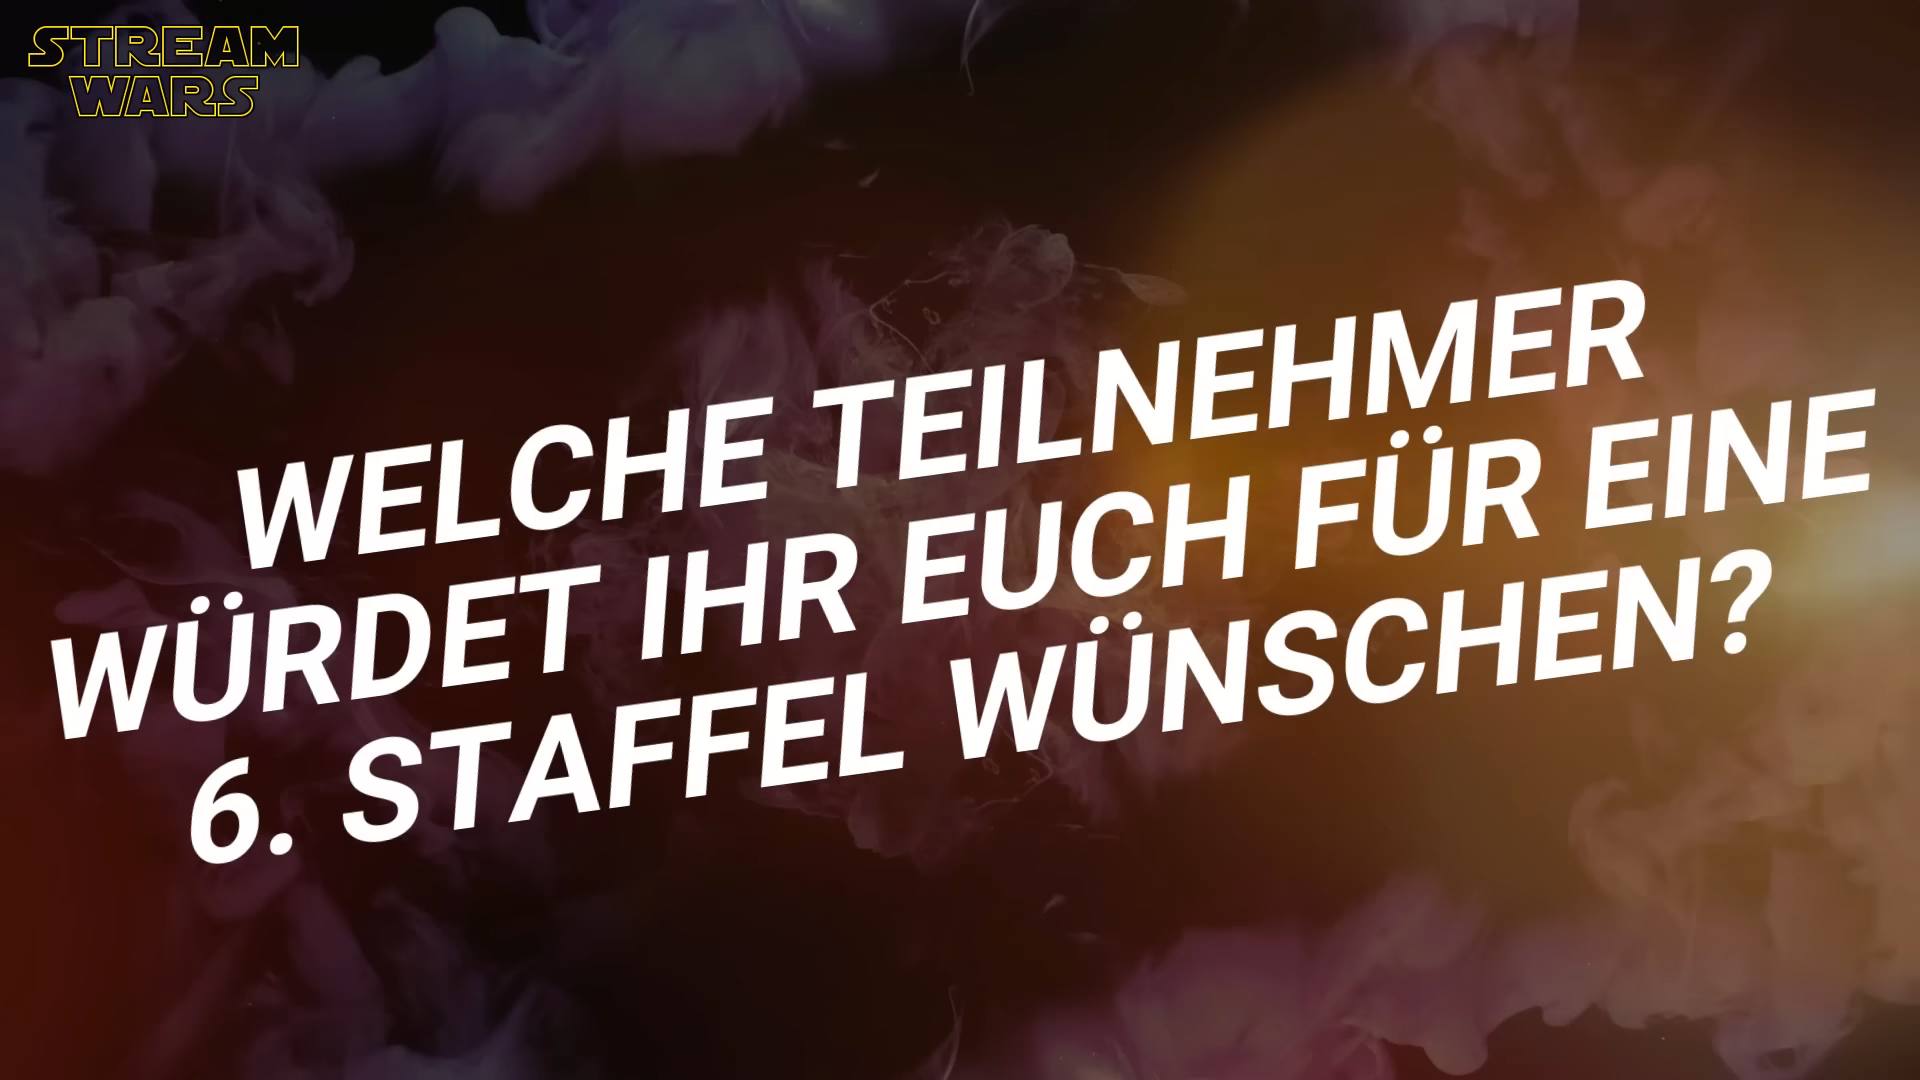 STREAM
WARS
WELCHE TEILNEHMER
WÜRDET IHR EUCH FÜR EINE
6. STAFFEL WÜNSCHEN?